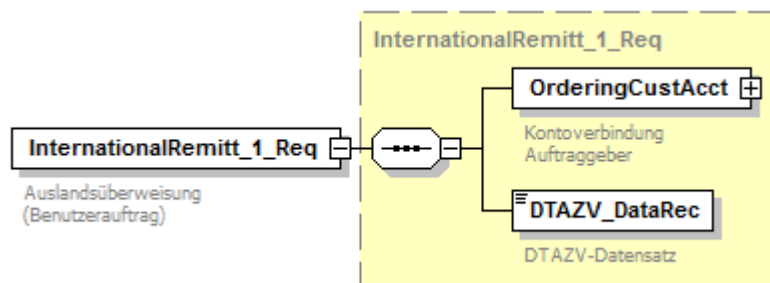 InternationalRemitt_1_Req
OrderingCustAcct
Kontoverbindung
Auftraggeber
InternationalRemitt_1_Req
Auslandsüberweisung
(Benutzerauftrag)
DTAZV_DataRec
DTAZV-Datensatz